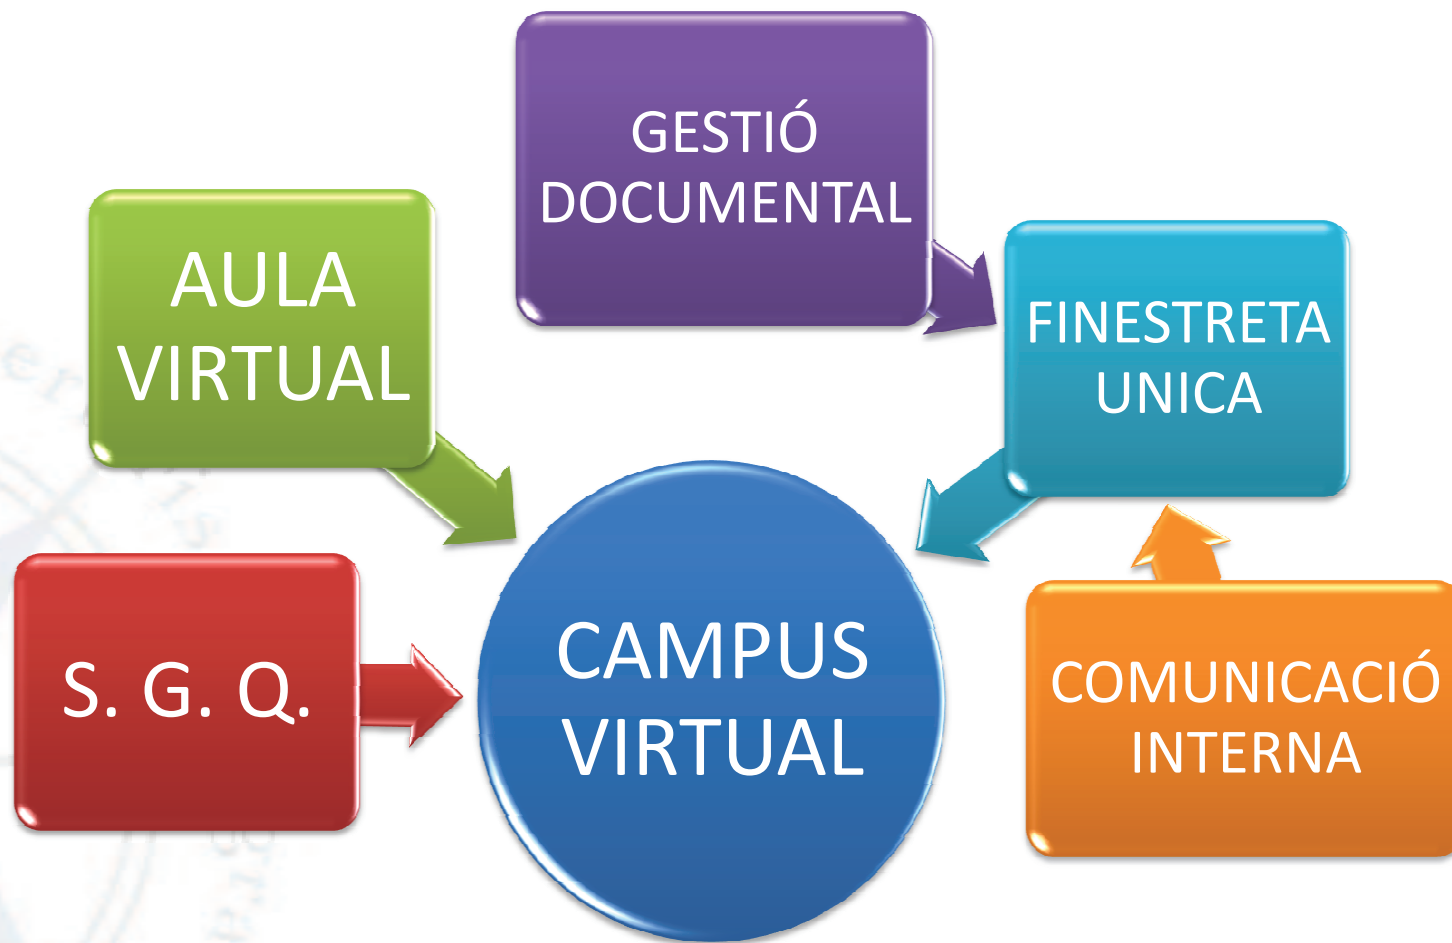 GESTIÓ
DOCUMENTAL
AULA
VIRTUAL
FINESTRETA
UNICA
S. G. Q.
CAMPUS
VIRTUAL
COMUNICACIÓ
INTERNA